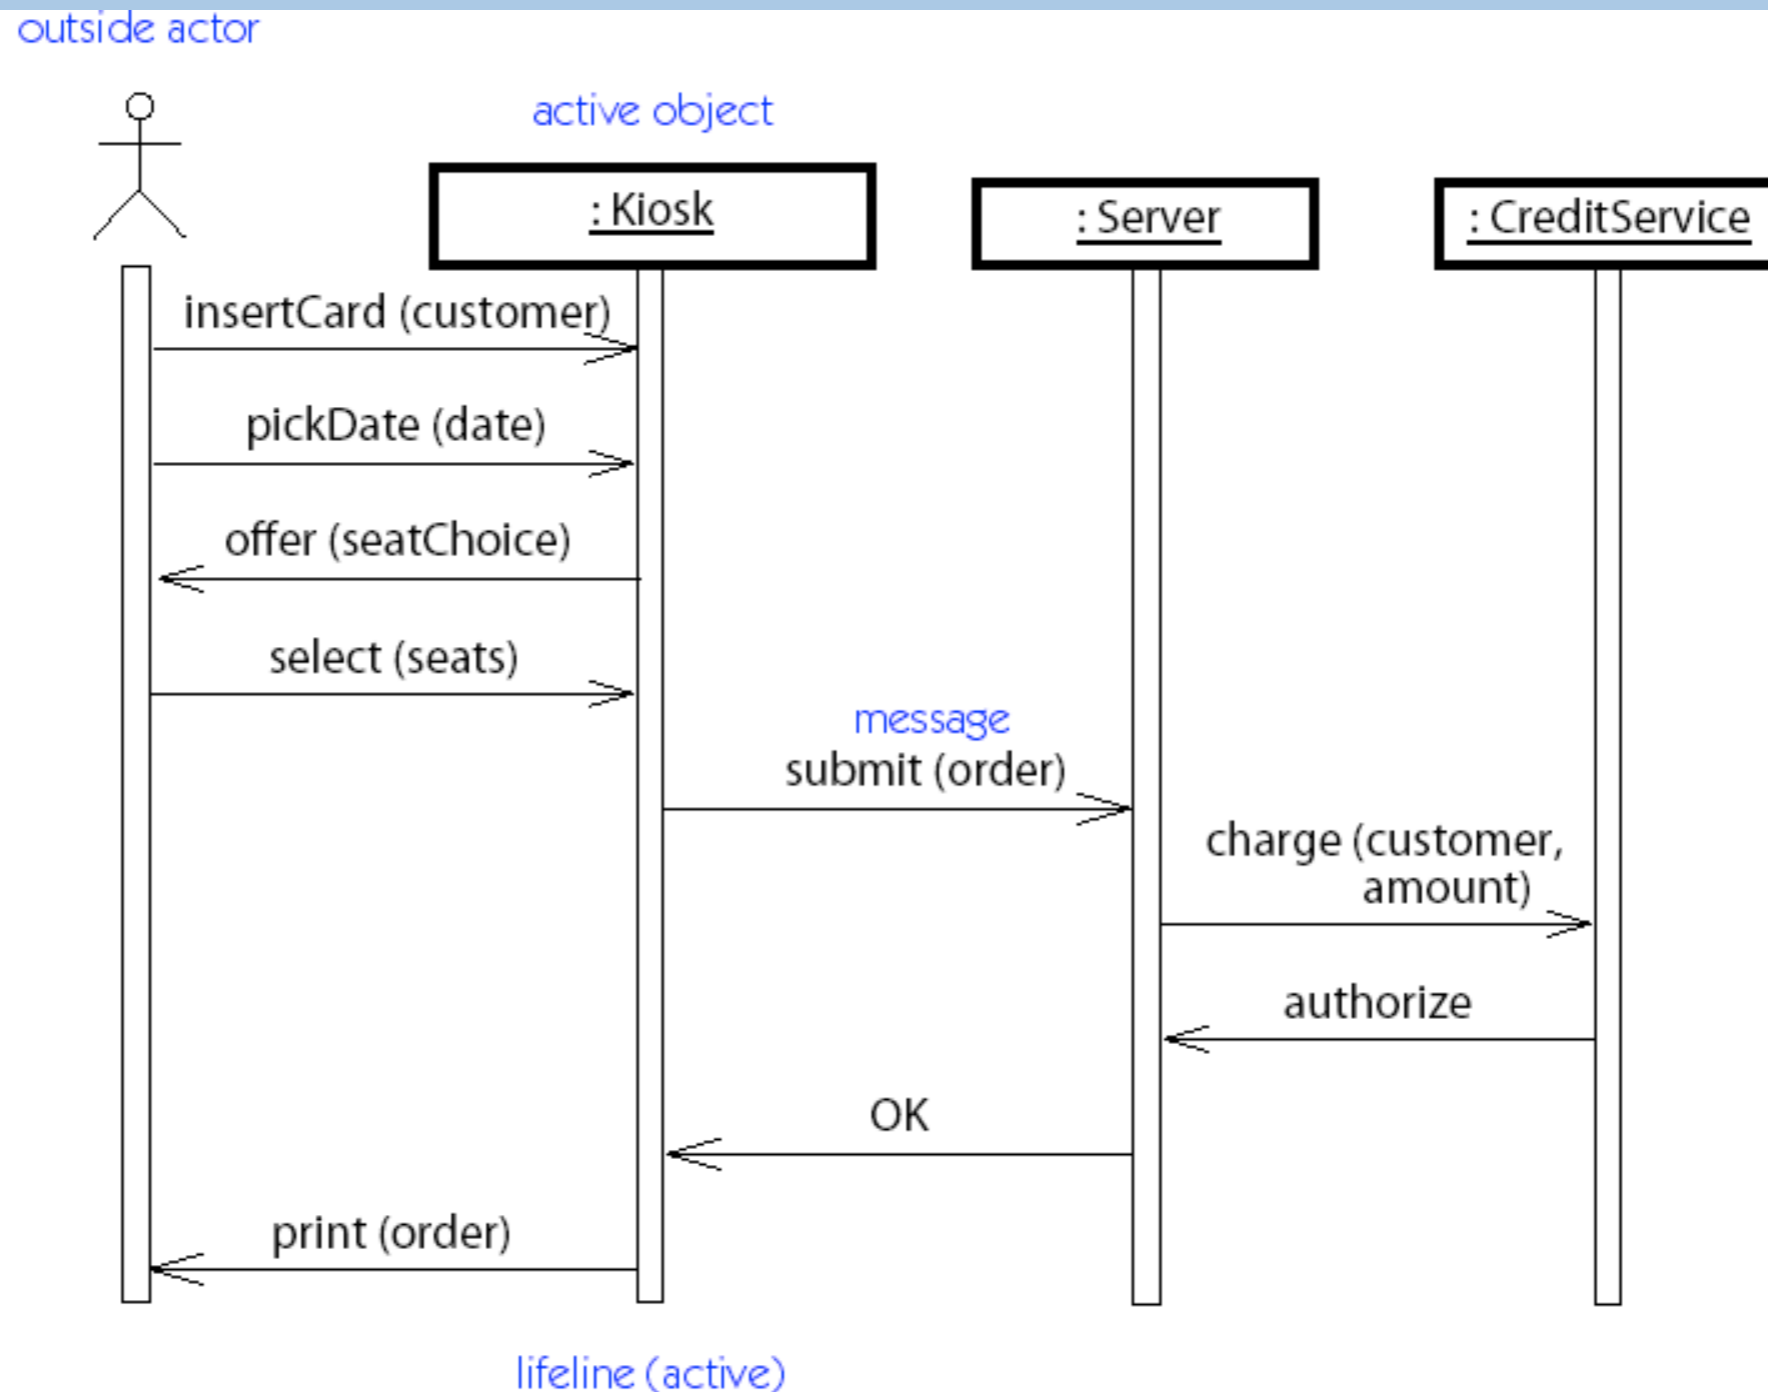 outside actor
active object
: Kiosk
: Server
: CreditService
insertCard (customer)
pickDate (date)
offer (seatChoice)
select (seats)
message
submit (order)
charge (customer,
amount)
authorize
OK
print (order)
lifeline (active)